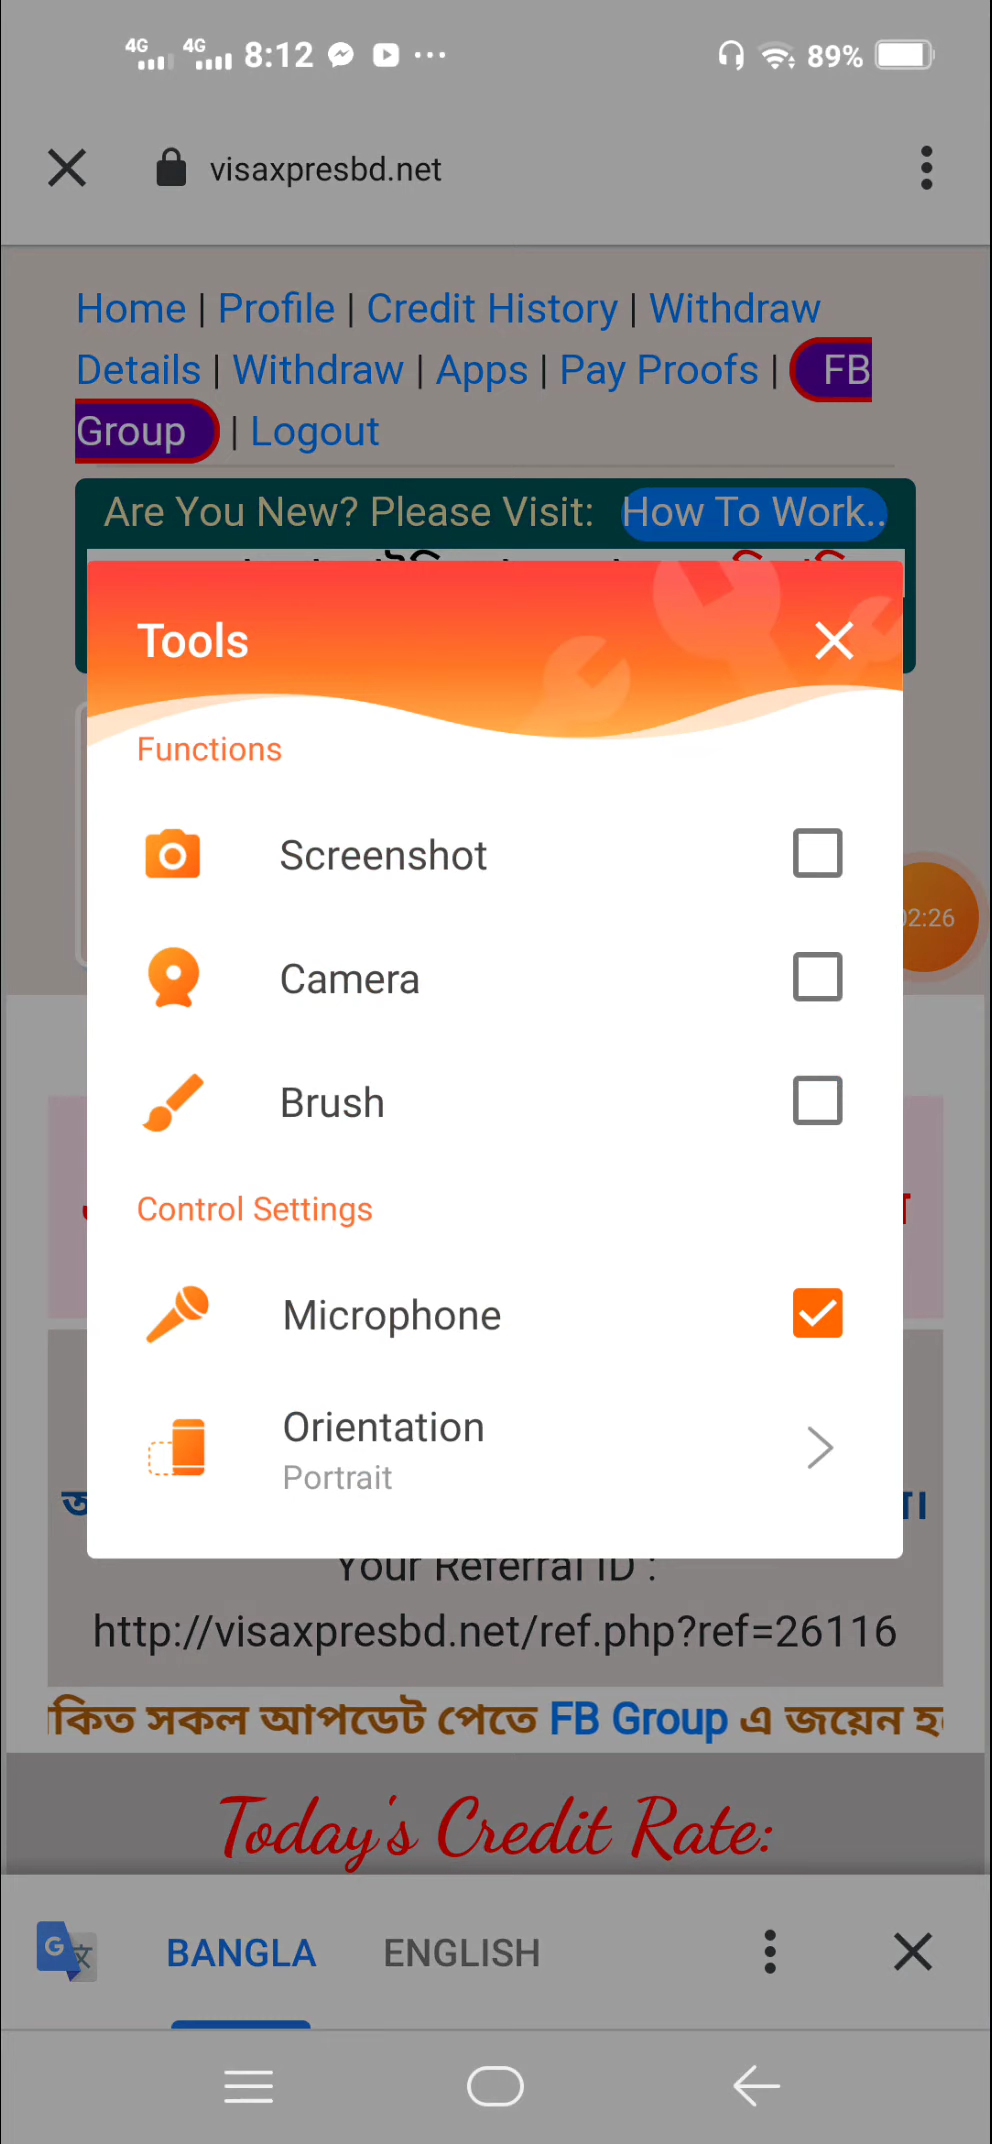 4G 4G 8:12 ... 89%
visaxpresbd.net
Home | Profile | Credit History | Withdraw
Details | Withdraw | Apps | Pay Proofs | FB
Group | Logout
Are You New? Please Visit: How To Work..
Tools
Functions
Screenshot
02:26
Camera
Brush
Control Settings
Microphone
Orientation
Portrait
Your Referral ID :
http://visaxpresbd.net/ref.php?ref=26116
কিত সকল আপডেট পেতে FB Group এ জয়েন হ
Today's Credit Rate:
G BANGLA ENGLISH